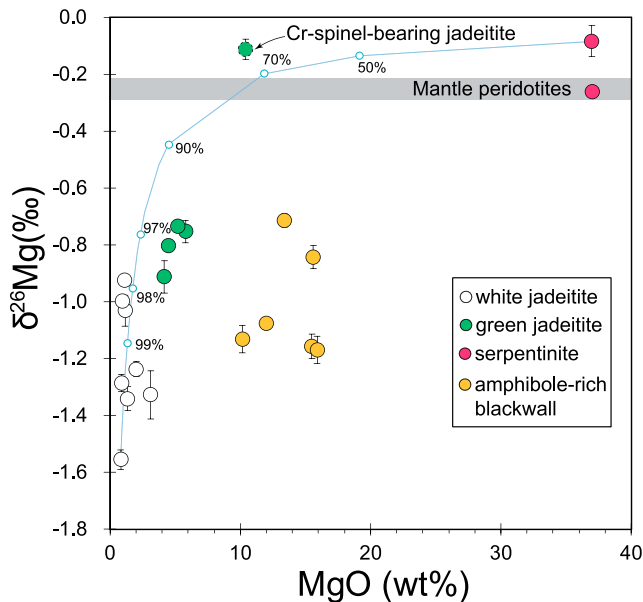 0.0
-0.2
-0.4
-0.6
-0.8
-1.0
-1.2
-1.4
-1.6
-1.8
δ26Mg(‰)
0
10
20
30
40
MgO (wt%)
Cr-spinel-bearing jadeitite
70%
50%
Mantle peridotites
90%
97%
98%
99%
white jadeitite
green jadeitite
serpentinite
amphibole-rich
blackwall